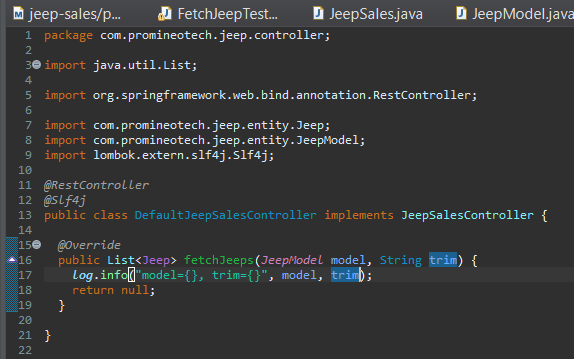 jeep-sales/p... FetchJeepTest... JeepSales.java JeepModel.java
1 package com.promineotech.jeep.controller;
2
3 import java.util.List;
4
5 import org.springframework.web.bind.annotation.RestController;
6
7 import com.promineotech.jeep.entity.Jeep;
8 import com.promineotech.jeep.entity.JeepModel;
9 import lombok.extern.slf4j.Slf4j;
10
11 @RestController
12 @Slf4j
13 public class DefaultJeepSalesController implements JeepSalesController {
14
15 @Override
16 public List<Jeep> fetchJeeps(JeepModel model, String trim) {
17 log.info("model={}, trim={}", model, trim);
18 return null;
19 }
20
21 }
22